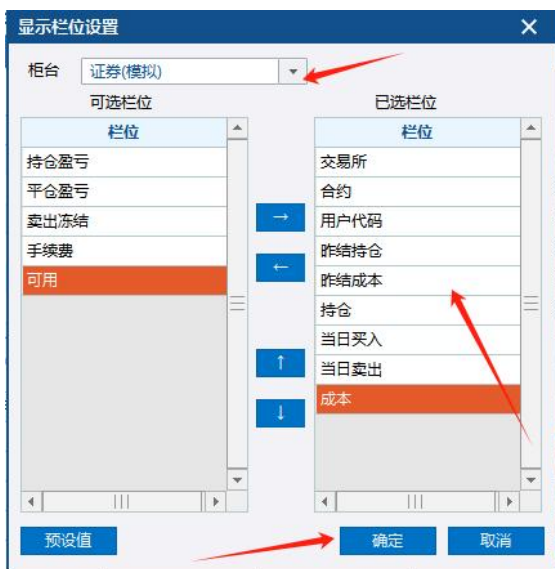 显示栏位设置
柜台 证券(模拟)
可选栏位
栏位
持仓盈亏
平仓盈亏
卖出冻结
手续费
可用
→
←
↑
↓
已选栏位
栏位
交易所
合约
用户代码
昨结持仓
昨结成本
持仓
当日买入
当日卖出
成本
预设值 确定 取消